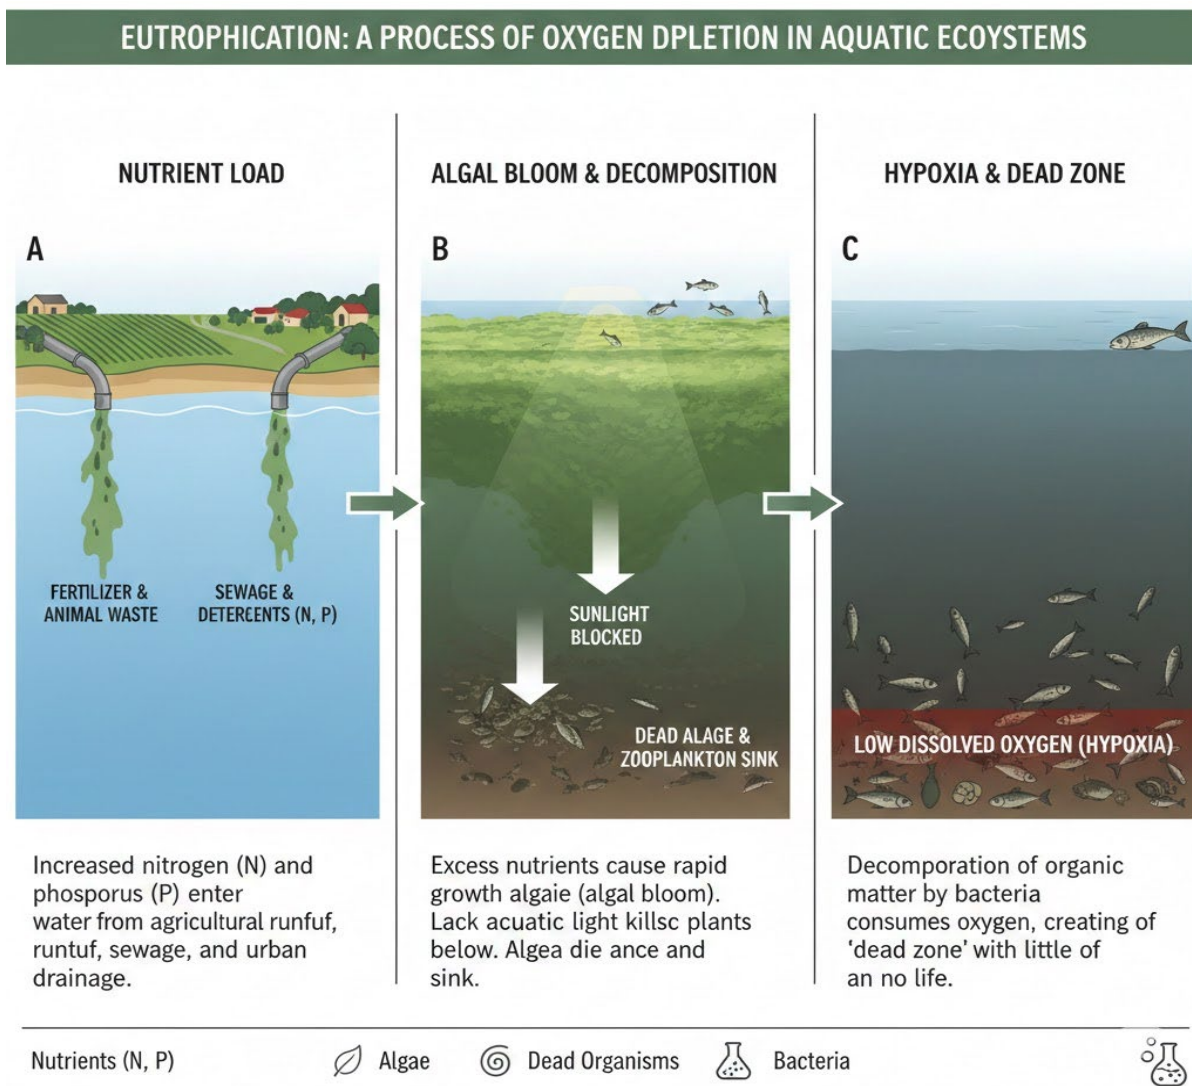 EUTROPHICATION: A PROCESS OF OXYGEN DPLETION IN AQUATIC ECOYSTEMS
NUTRIENT LOAD
ALGAL BLOOM & DECOMPOSITION
HYPOXIA & DEAD ZONE
A
B
C
FERTILIZER &
ANIMAL WASTE
SEWAGE &
DETERCENTS (N, P)
SUNLIGHT
BLOCKED
DEAD ALAGE &
ZOOPLANKTON SINK
LOW DISSOLVED OXYGEN (HYPOXIA)
Increased nitrogen (N) and
phosporus (P) enter
water from agricultural runfuf,
runtuf, sewage, and urban
drainage.
Excess nutrients cause rapid
growth algaie (algal bloom).
Lack acuatic light killsc plants
below. Algea die ance and
sink.
Decomporation of organic
matter by bacteria
consumes oxygen, creating of
'dead zone' with little of
an no life.
Nutrients (N, P)
Algae
Dead Organisms
Bacteria